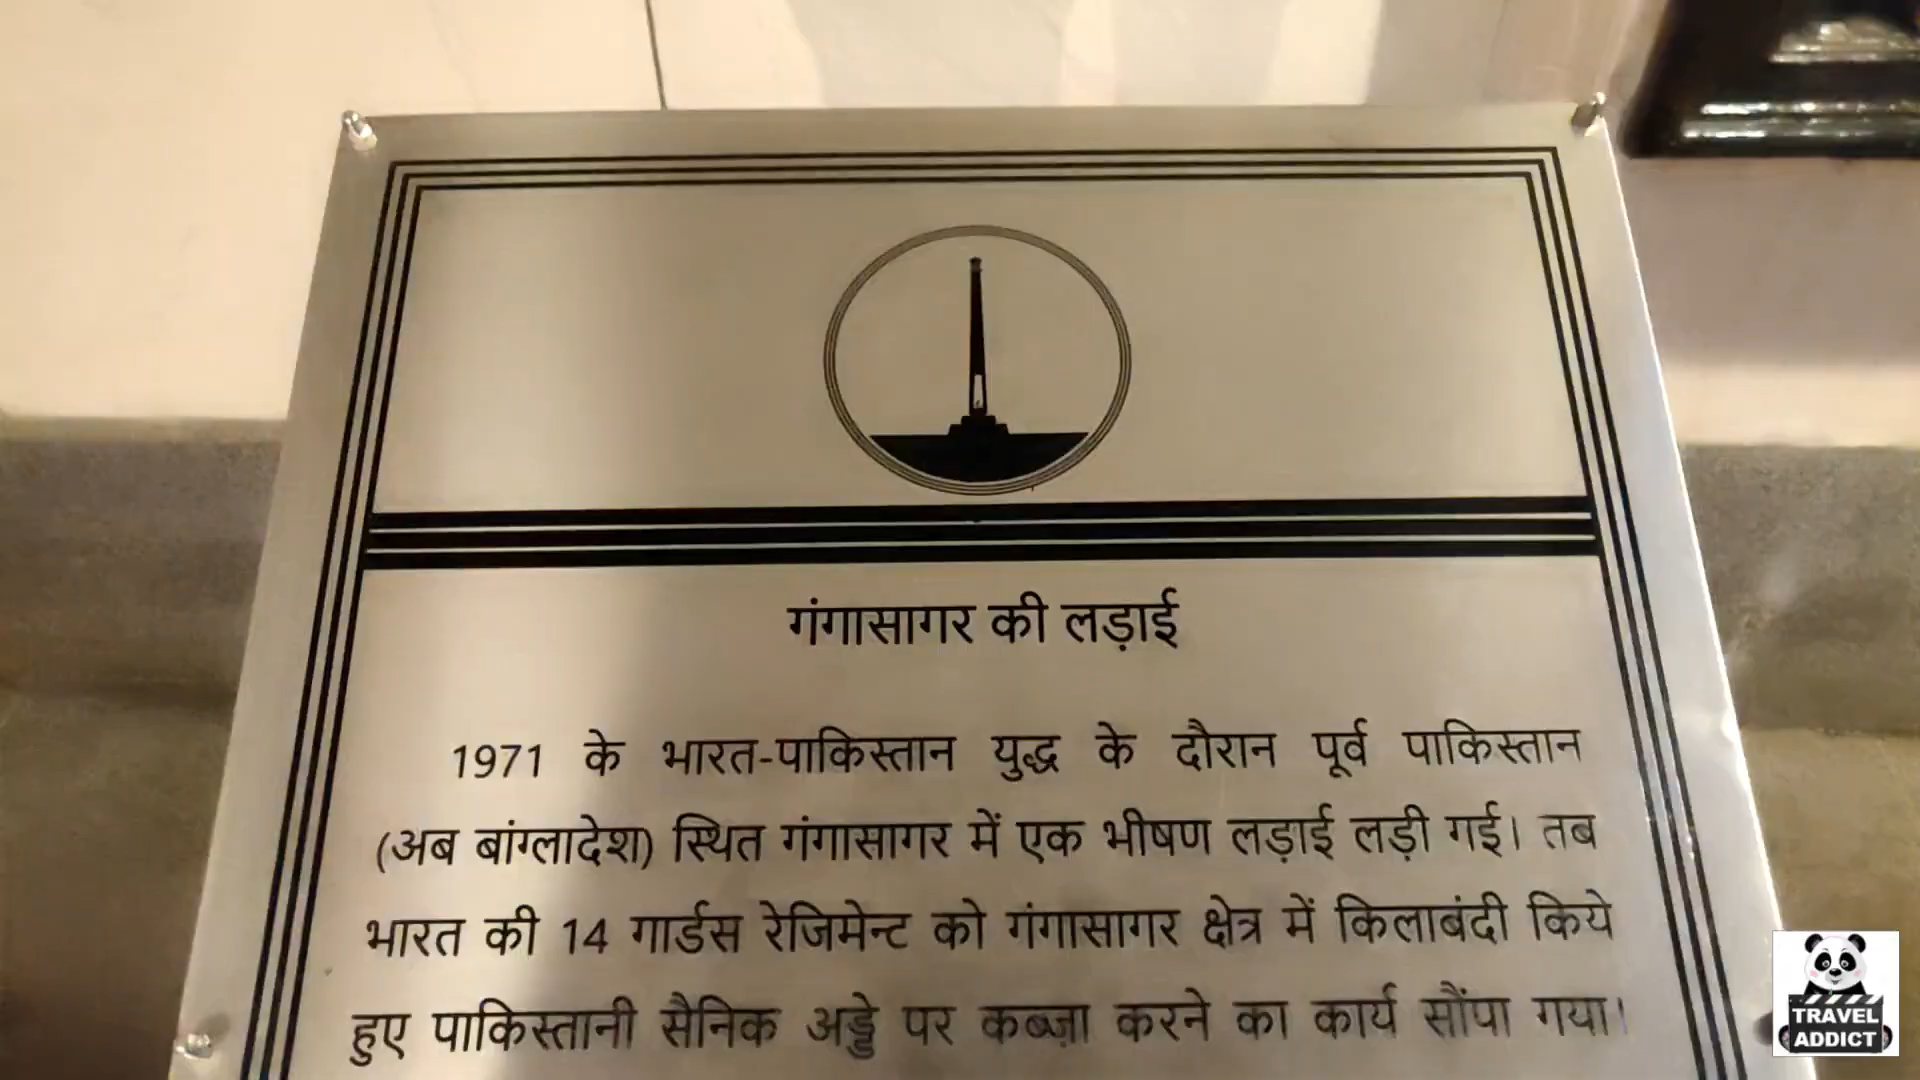 गंगासागर की लड़ाई
1971 के भारत-पाकिस्तान युद्ध के दौरान पूर्व पाकिस्तान
(अब बांग्लादेश) स्थित गंगासागर में एक भीषण लड़ाई लड़ी गई। तब
भारत की 14 गार्डस रेजिमेन्ट को गंगासागर क्षेत्र में किलाबंदी किये
हुए पाकिस्तानी सैनिक अड्डे पर कब्ज़ा करने का कार्य सौंपा गया।
TRAVEL
ADDICT